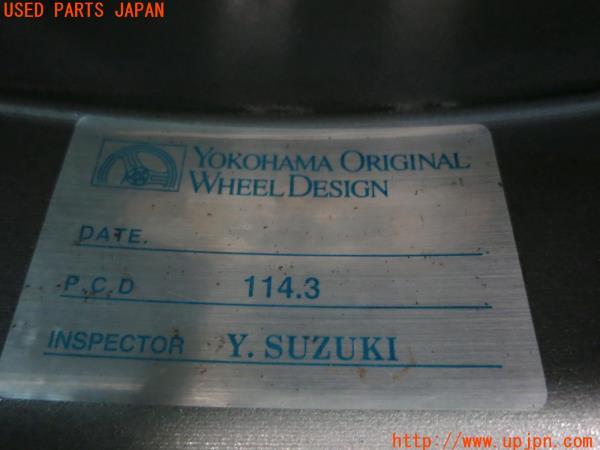 USED PARTS JAPAN
YOKOHAMA ORIGINAL
WHEEL DESIGN
DATE.
P.C.D 114.3
INSPECTOR Y. SUZUKI
http://www.upjpn.com/